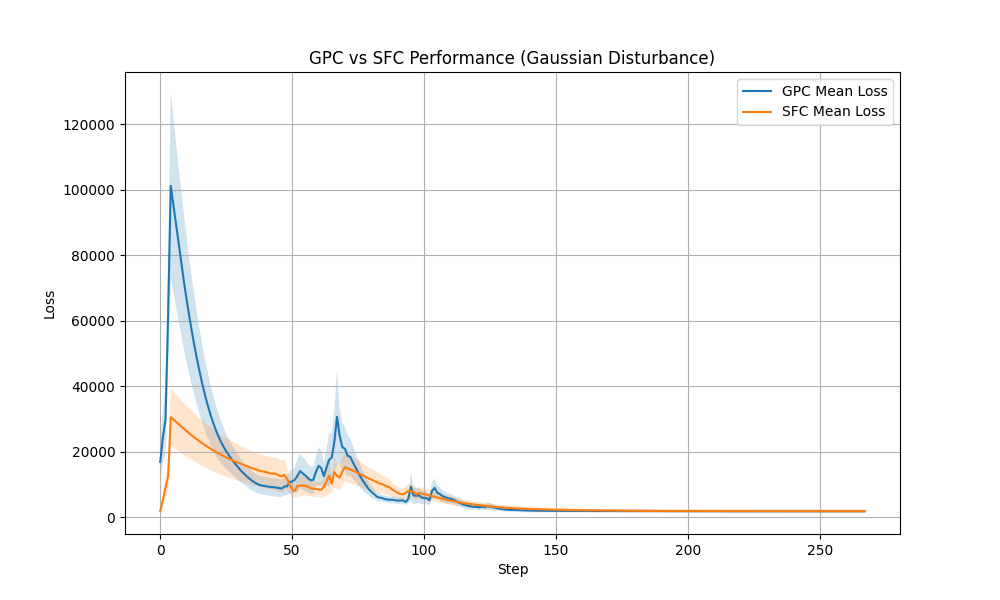 GPC vs SFC Performance (Gaussian Disturbance)
GPC Mean Loss
SFC Mean Loss
120000
100000
80000
60000
40000
20000
0
Loss
0 50 100 150 200 250
Step